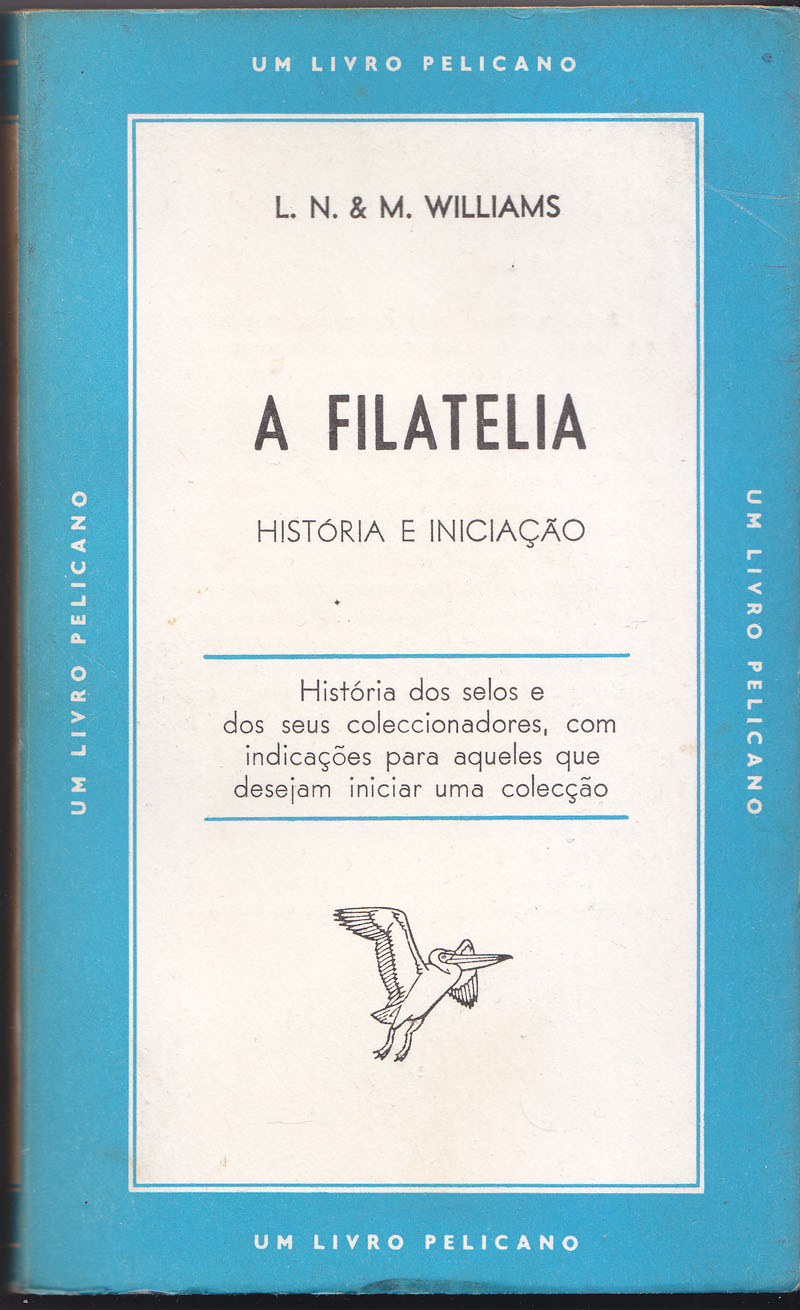 UM LIVRO PELICANO
L. N. & M. WILLIAMS
A FILATELIA
HISTÓRIA E INICIAÇÃO
UM LIVRO PELICANO
UM LIVRO PELICANO
História dos selos e
dos seus coleccionadores, com
indicações para aqueles que
desejam iniciar uma colecção
UM LIVRO PELICANO